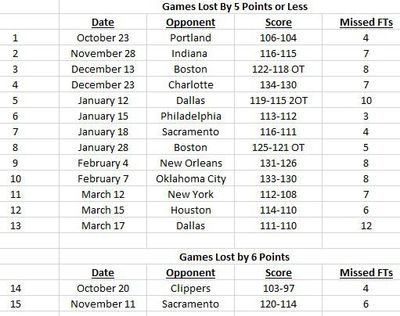 Games Lost By 5 Points or Less
Date Opponent Score Missed FTs
1 October 23 Portland 106-104 4
2 November 28 Indiana 116-115 7
3 December 13 Boston 122-118 OT 8
4 December 23 Charlotte 134-130 7
5 January 12 Dallas 119-115 2OT 10
6 January 15 Philadelphia 113-112 3
7 January 18 Sacramento 116-111 4
8 January 28 Boston 125-121 OT 5
9 February 4 New Orleans 131-126 8
10 February 7 Oklahoma City 133-130 8
11 March 12 New York 112-108 7
12 March 15 Houston 114-110 6
13 March 17 Dallas 111-110 12
Games Lost by 6 Points
Date Opponent Score Missed FTs
14 October 20 Clippers 103-97 4
15 November 11 Sacramento 120-114 6